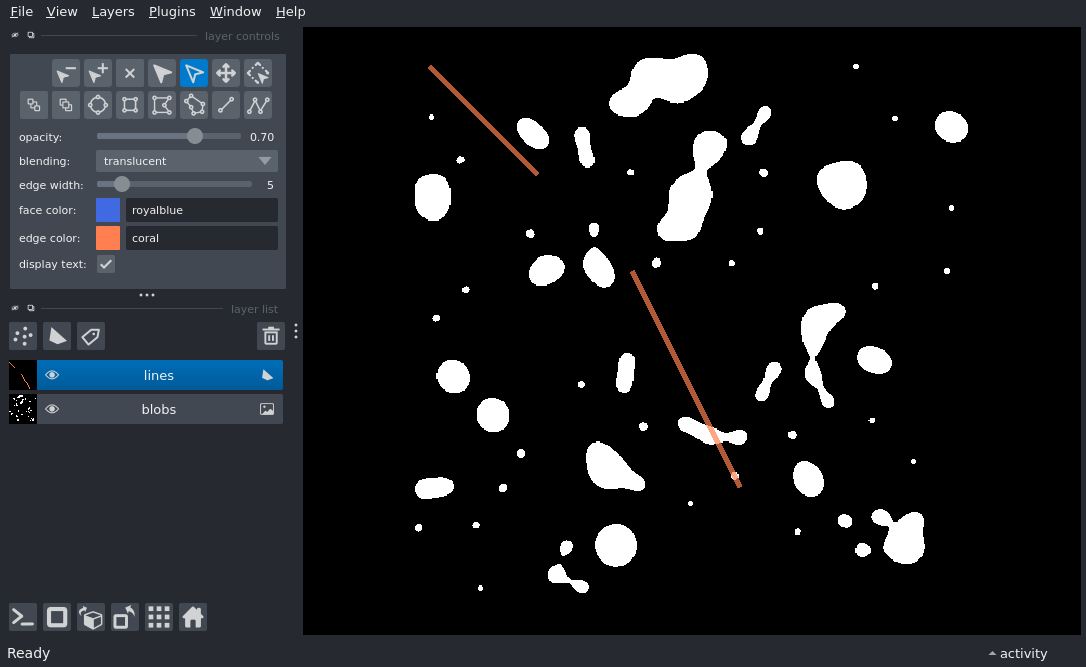 File View Layers Plugins Window Help
layer controls
opacity: 0.70
blending: translucent
edge width: 5
face color: royalblue
edge color: coral
display text:
layer list
lines
blobs
Ready activity